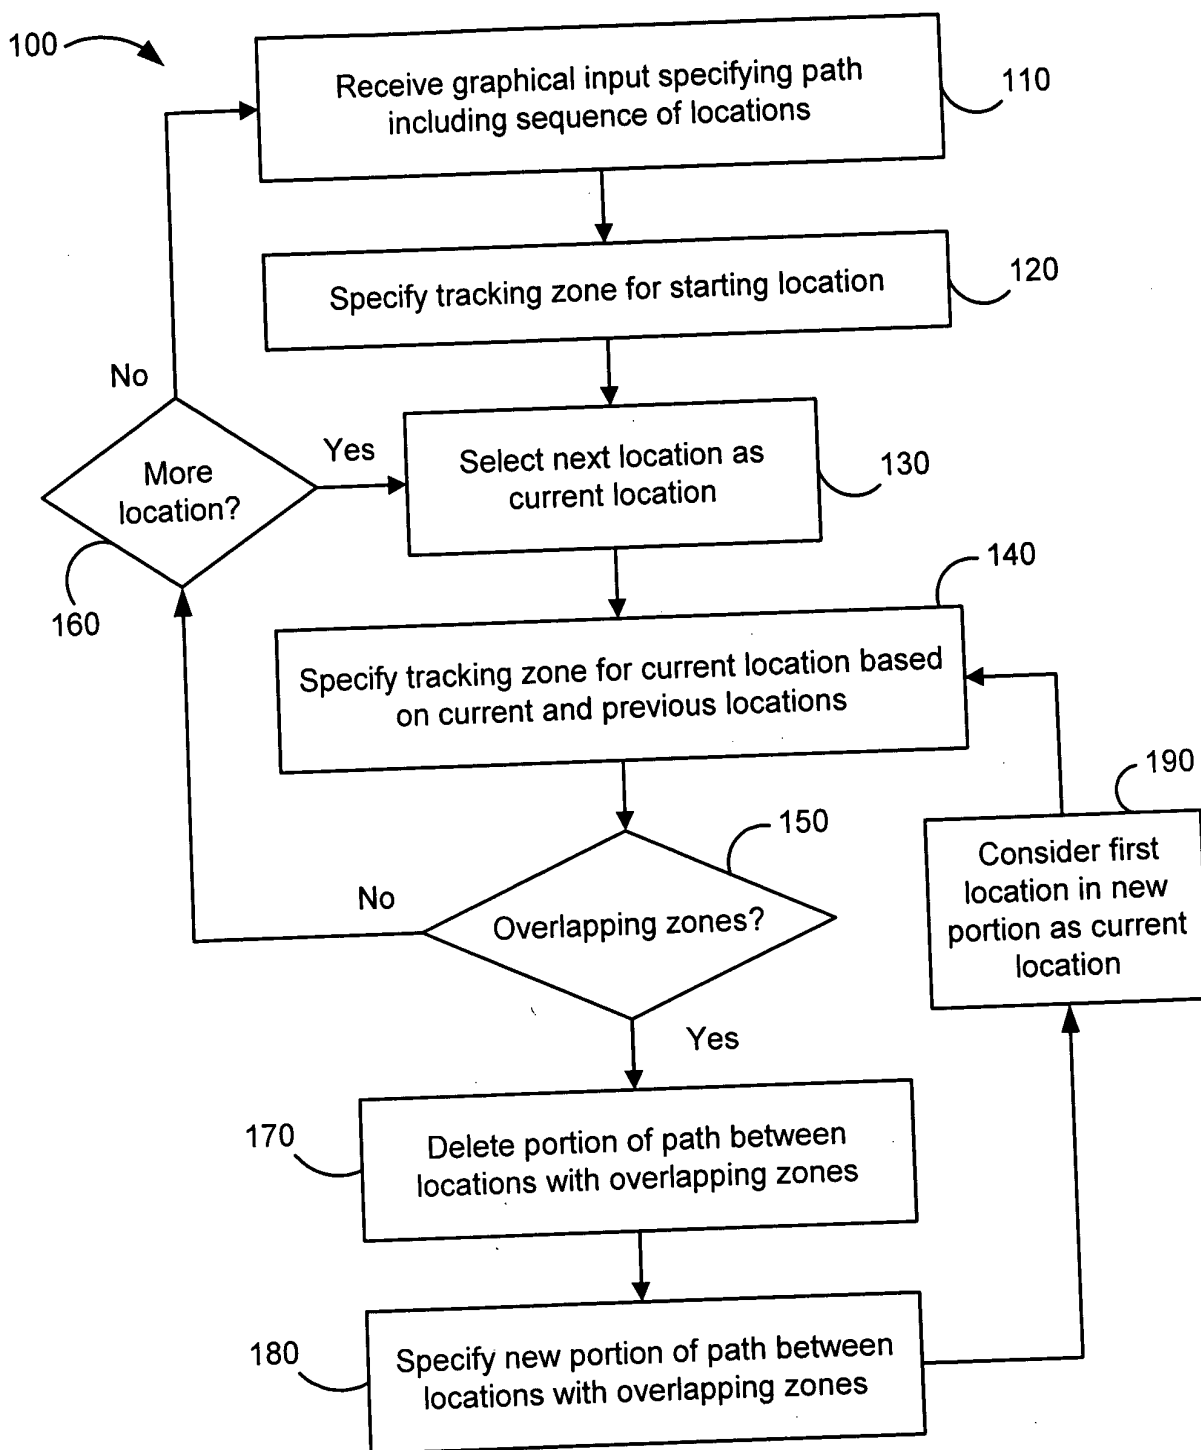 100
Receive graphical input specifying path
including sequence of locations
110
Specify tracking zone for starting location
120
No
More
location?
Yes
160
Select next location as
current location
130
140
Specify tracking zone for current location based
on current and previous locations
150
190
No
Overlapping zones?
Consider first
location in new
portion as current
location
Yes
170
Delete portion of path between
locations with overlapping zones
180
Specify new portion of path between
locations with overlapping zones